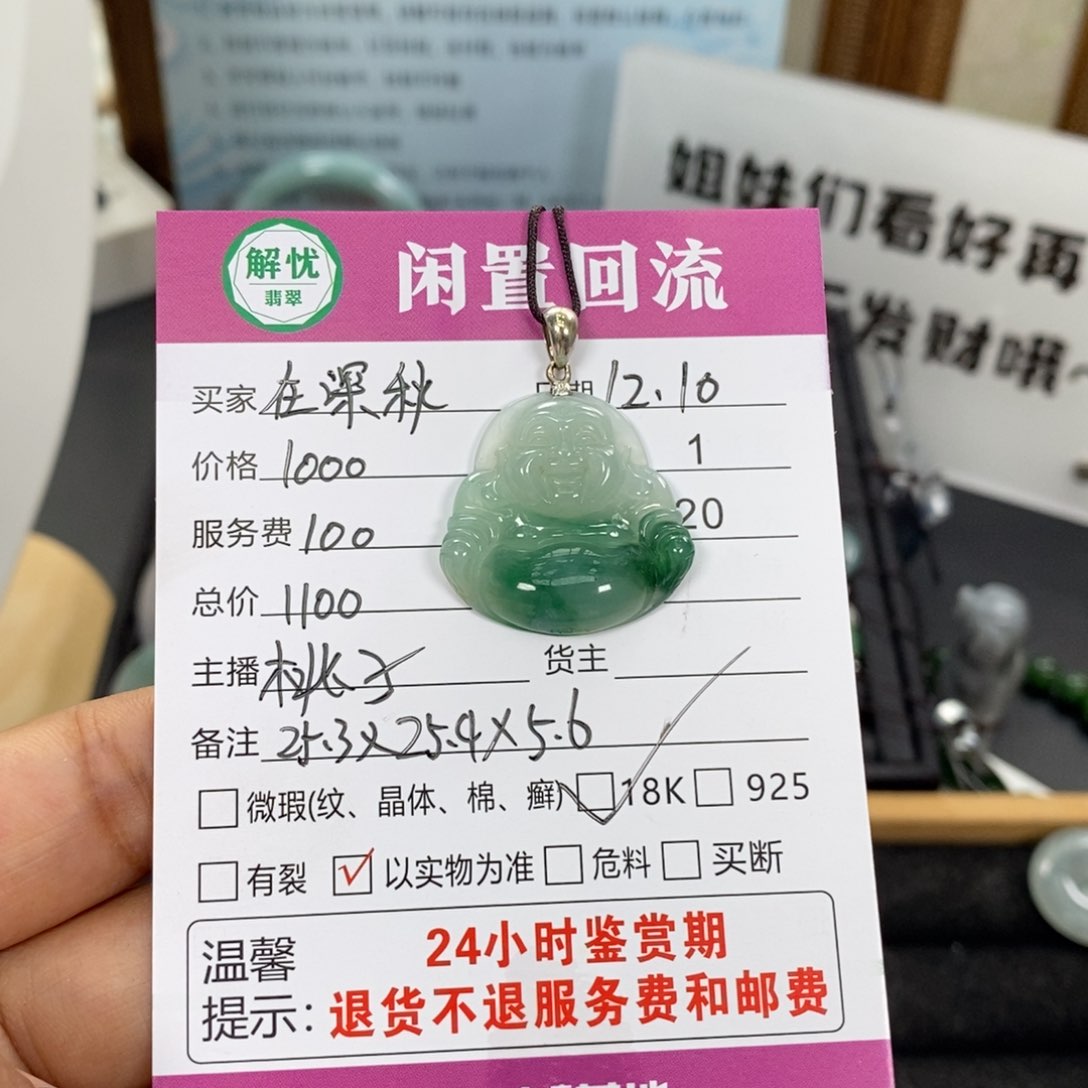 姐妹们看好再
发财哦
解忧
翡翠
闲置回流
买家 在深秋 12.10
价格 1000 1
服务费 100 20
总价 1100
主播 桃子 货主
备注 25.3×25.4×5.6
微瑕(纹、晶体、棉、癣) 18K 925
有裂 以实物为准 危料 买断
温馨
提示:
24小时鉴赏期
退货不退服务费和邮费